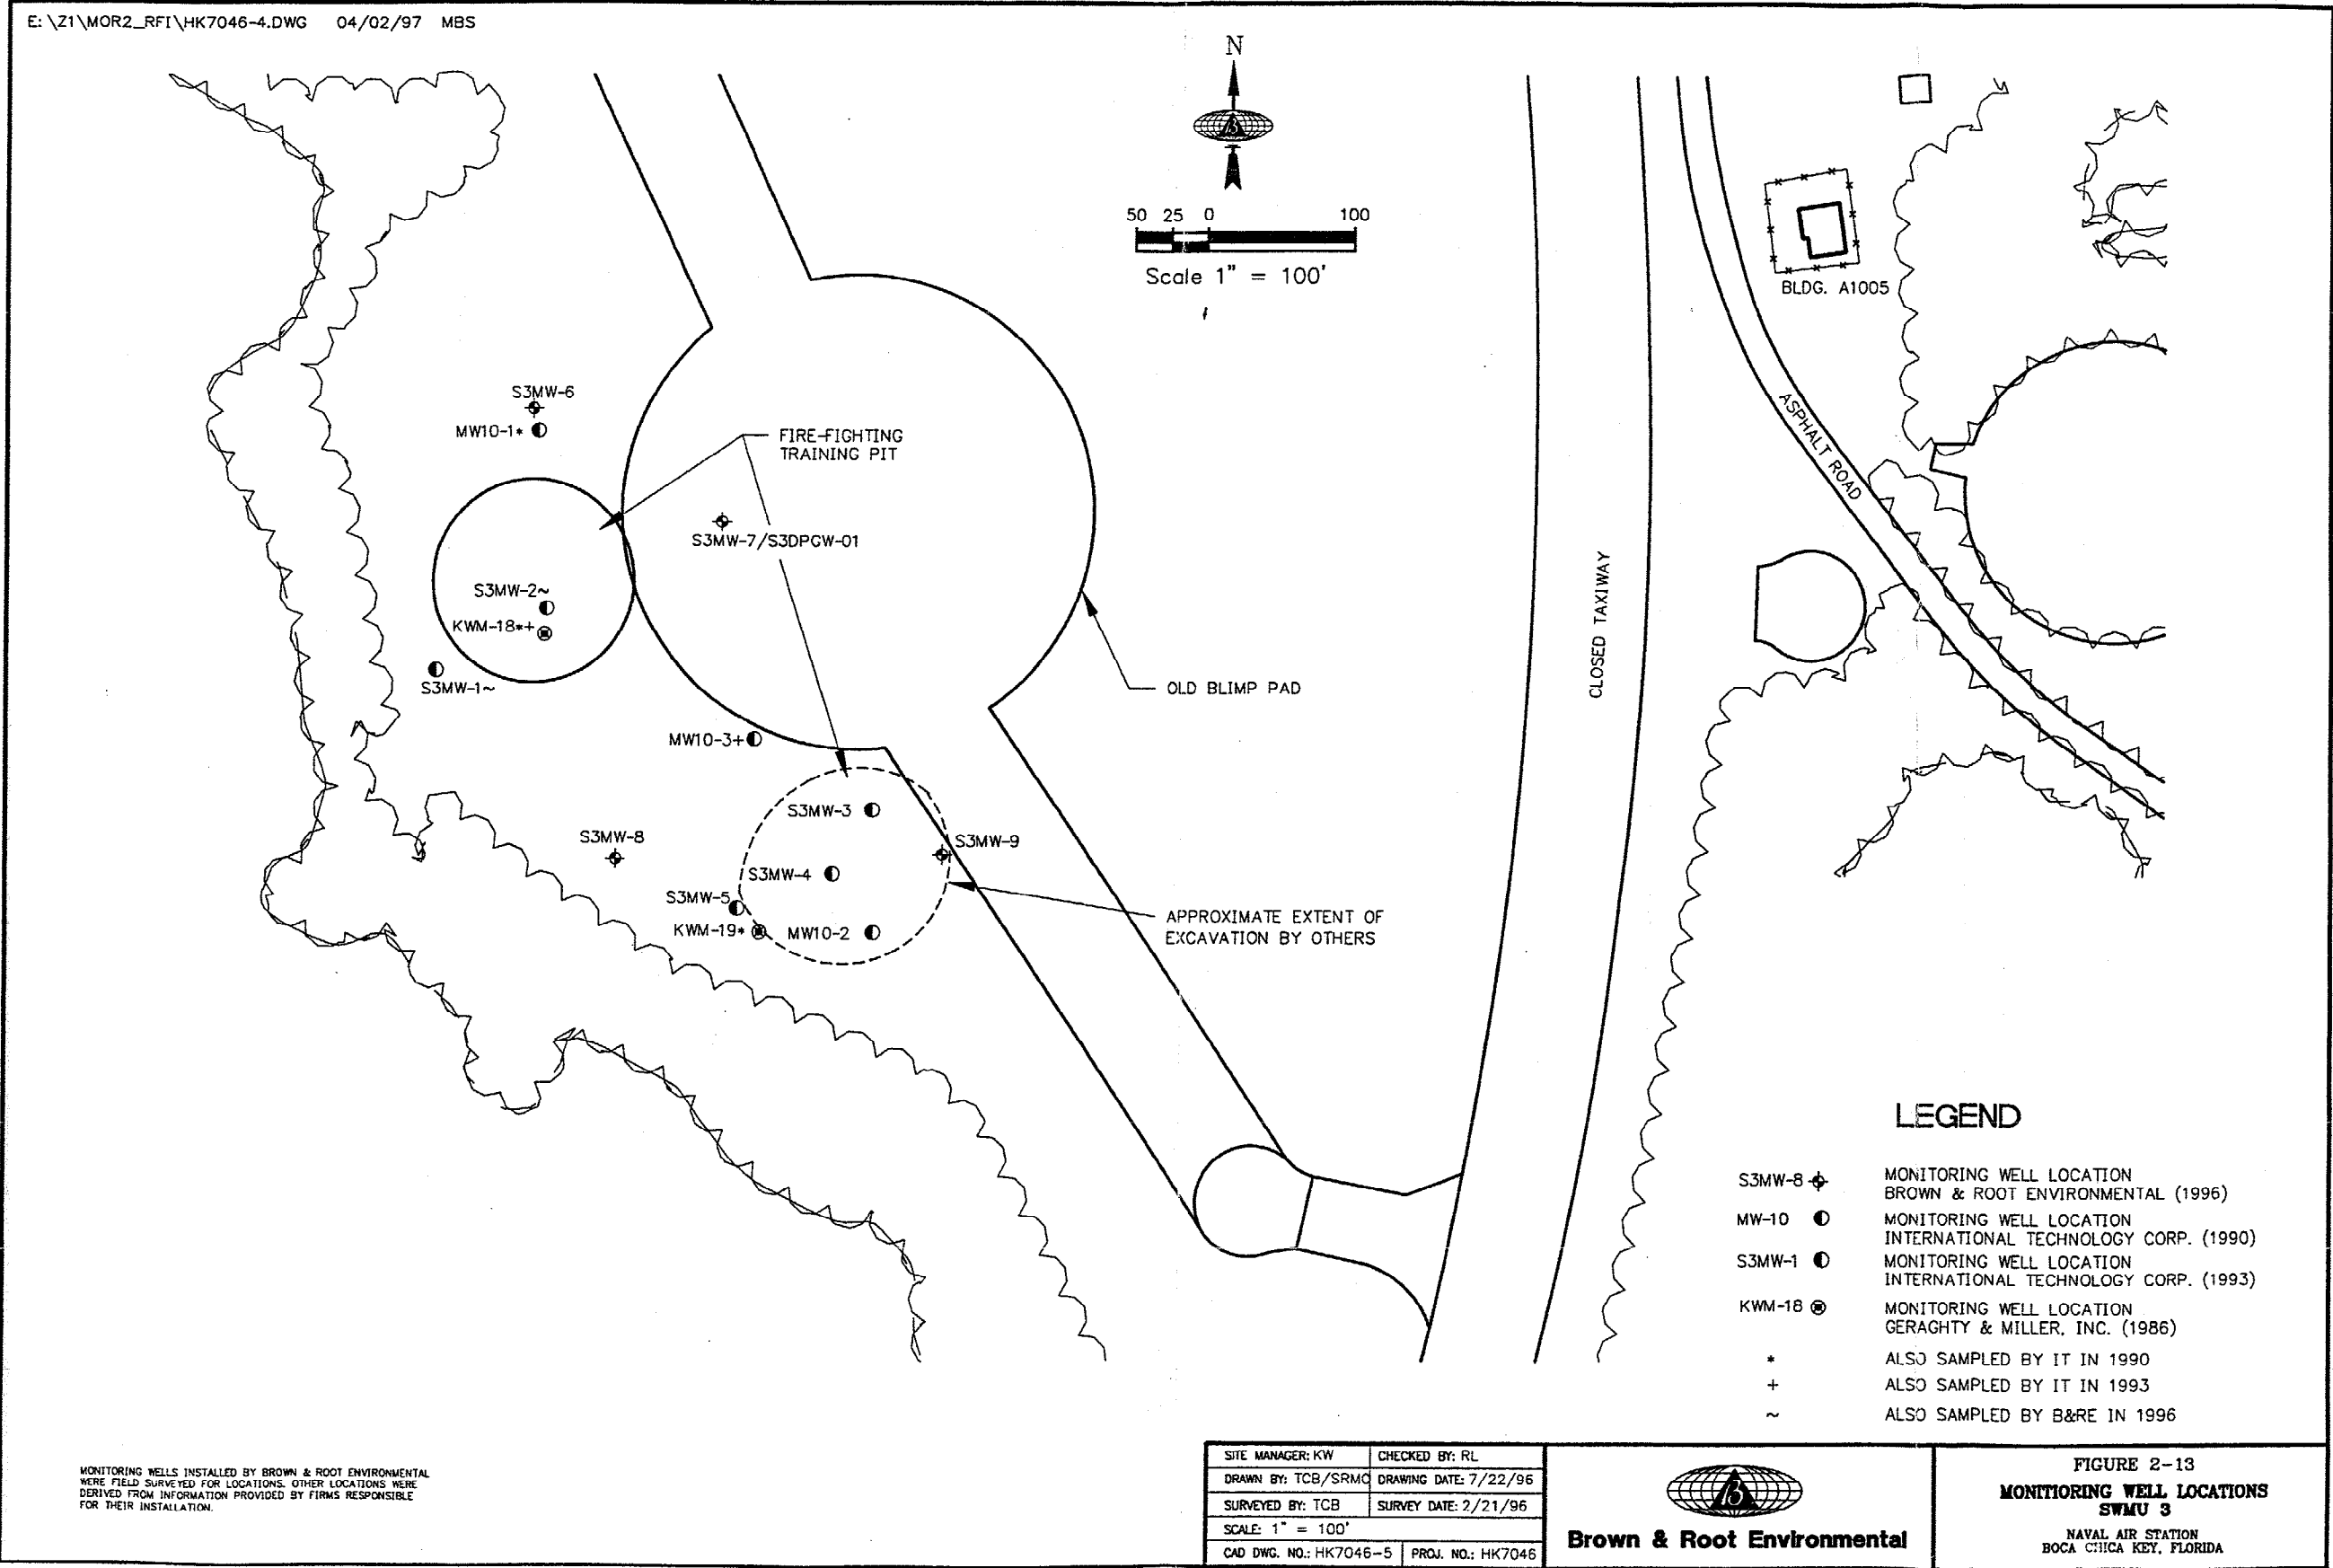 E:\Z1\MOR2_RFI\HK7046-4.DWG 04/02/97 MBS
N
50 25 0 100
Scale 1" = 100'
BLDG. A1005
S3MW-6
MW10-1*
FIRE-FIGHTING
TRAINING PIT
ASPHALT ROAD
S3MW-7/S3DPGW-01
S3MW-2~
KWM-18*+
S3MW-1~
CLOSED TAXIWAY
OLD BLIMP PAD
MW10-3+
S3MW-3
S3MW-8
S3MW-9
S3MW-4
S3MW-5
KWM-19*
MW10-2
APPROXIMATE EXTENT OF
EXCAVATION BY OTHERS
LEGEND
S3MW-8 MONITORING WELL LOCATION
BROWN & ROOT ENVIRONMENTAL (1996)
MW-10 MONITORING WELL LOCATION
INTERNATIONAL TECHNOLOGY CORP. (1990)
S3MW-1 MONITORING WELL LOCATION
INTERNATIONAL TECHNOLOGY CORP. (1993)
KWM-18 MONITORING WELL LOCATION
GERAGHTY & MILLER, INC. (1986)
* ALSO SAMPLED BY IT IN 1990
+ ALSO SAMPLED BY IT IN 1993
~ ALSO SAMPLED BY B&RE IN 1996
MONITORING WELLS INSTALLED BY BROWN & ROOT ENVIRONMENTAL
WERE FIELD SURVEYED FOR LOCATIONS. OTHER LOCATIONS WERE
DERIVED FROM INFORMATION PROVIDED BY FIRMS RESPONSIBLE
FOR THEIR INSTALLATION.
SITE MANAGER: KW CHECKED BY: RL
DRAWN BY: TCB/SRMC DRAWING DATE: 7/22/96
SURVEYED BY: TCB SURVEY DATE: 2/21/96
SCALE: 1" = 100'
CAD DWG. NO.: HK7046-5 PROJ. NO.: HK7046
Brown & Root Environmental
FIGURE 2-13
MONITIORING WELL LOCATIONS
SWMU 3
NAVAL AIR STATION
BOCA CHICA KEY, FLORIDA